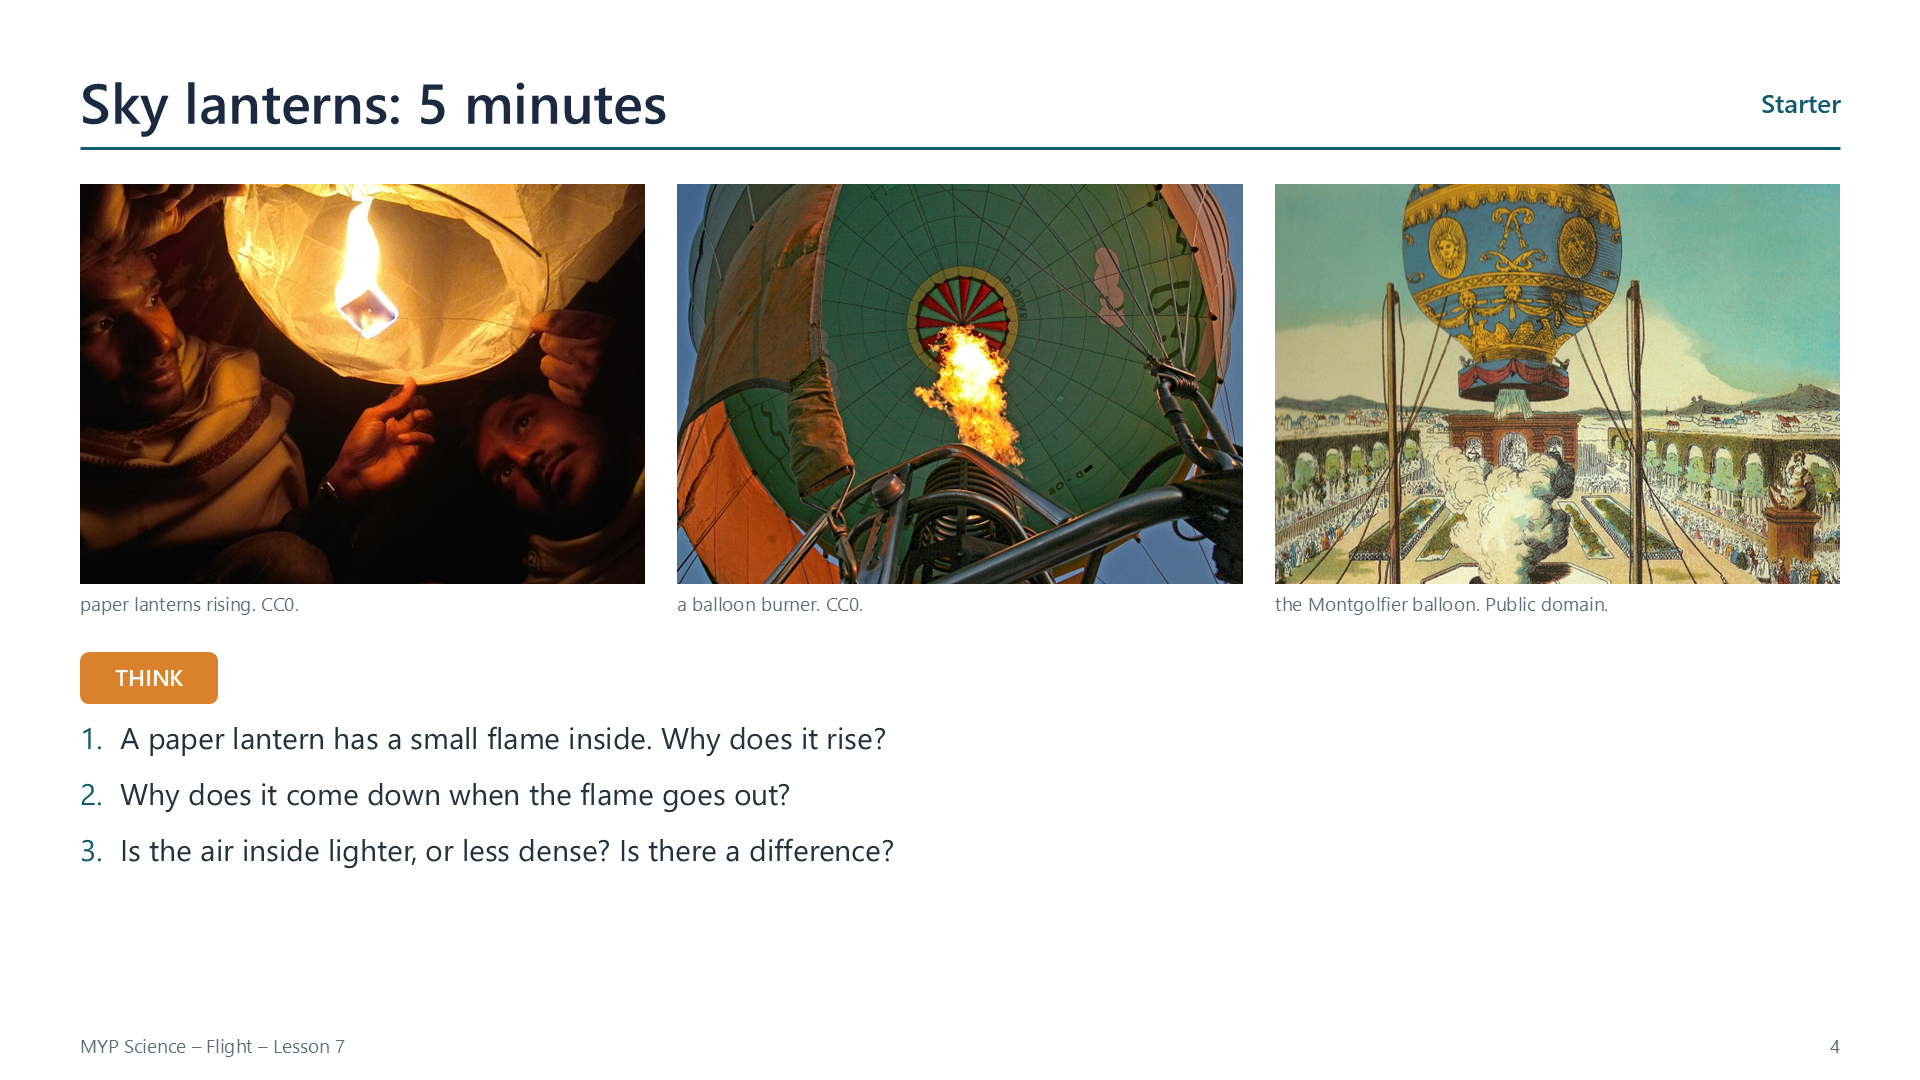 Sky lanterns: 5 minutes
Starter
paper lanterns rising. CC0.
a balloon burner. CC0.
the Montgolfier balloon. Public domain.
THINK
1. A paper lantern has a small flame inside. Why does it rise?
2. Why does it come down when the flame goes out?
3. Is the air inside lighter, or less dense? Is there a difference?
MYP Science – Flight – Lesson 7
4